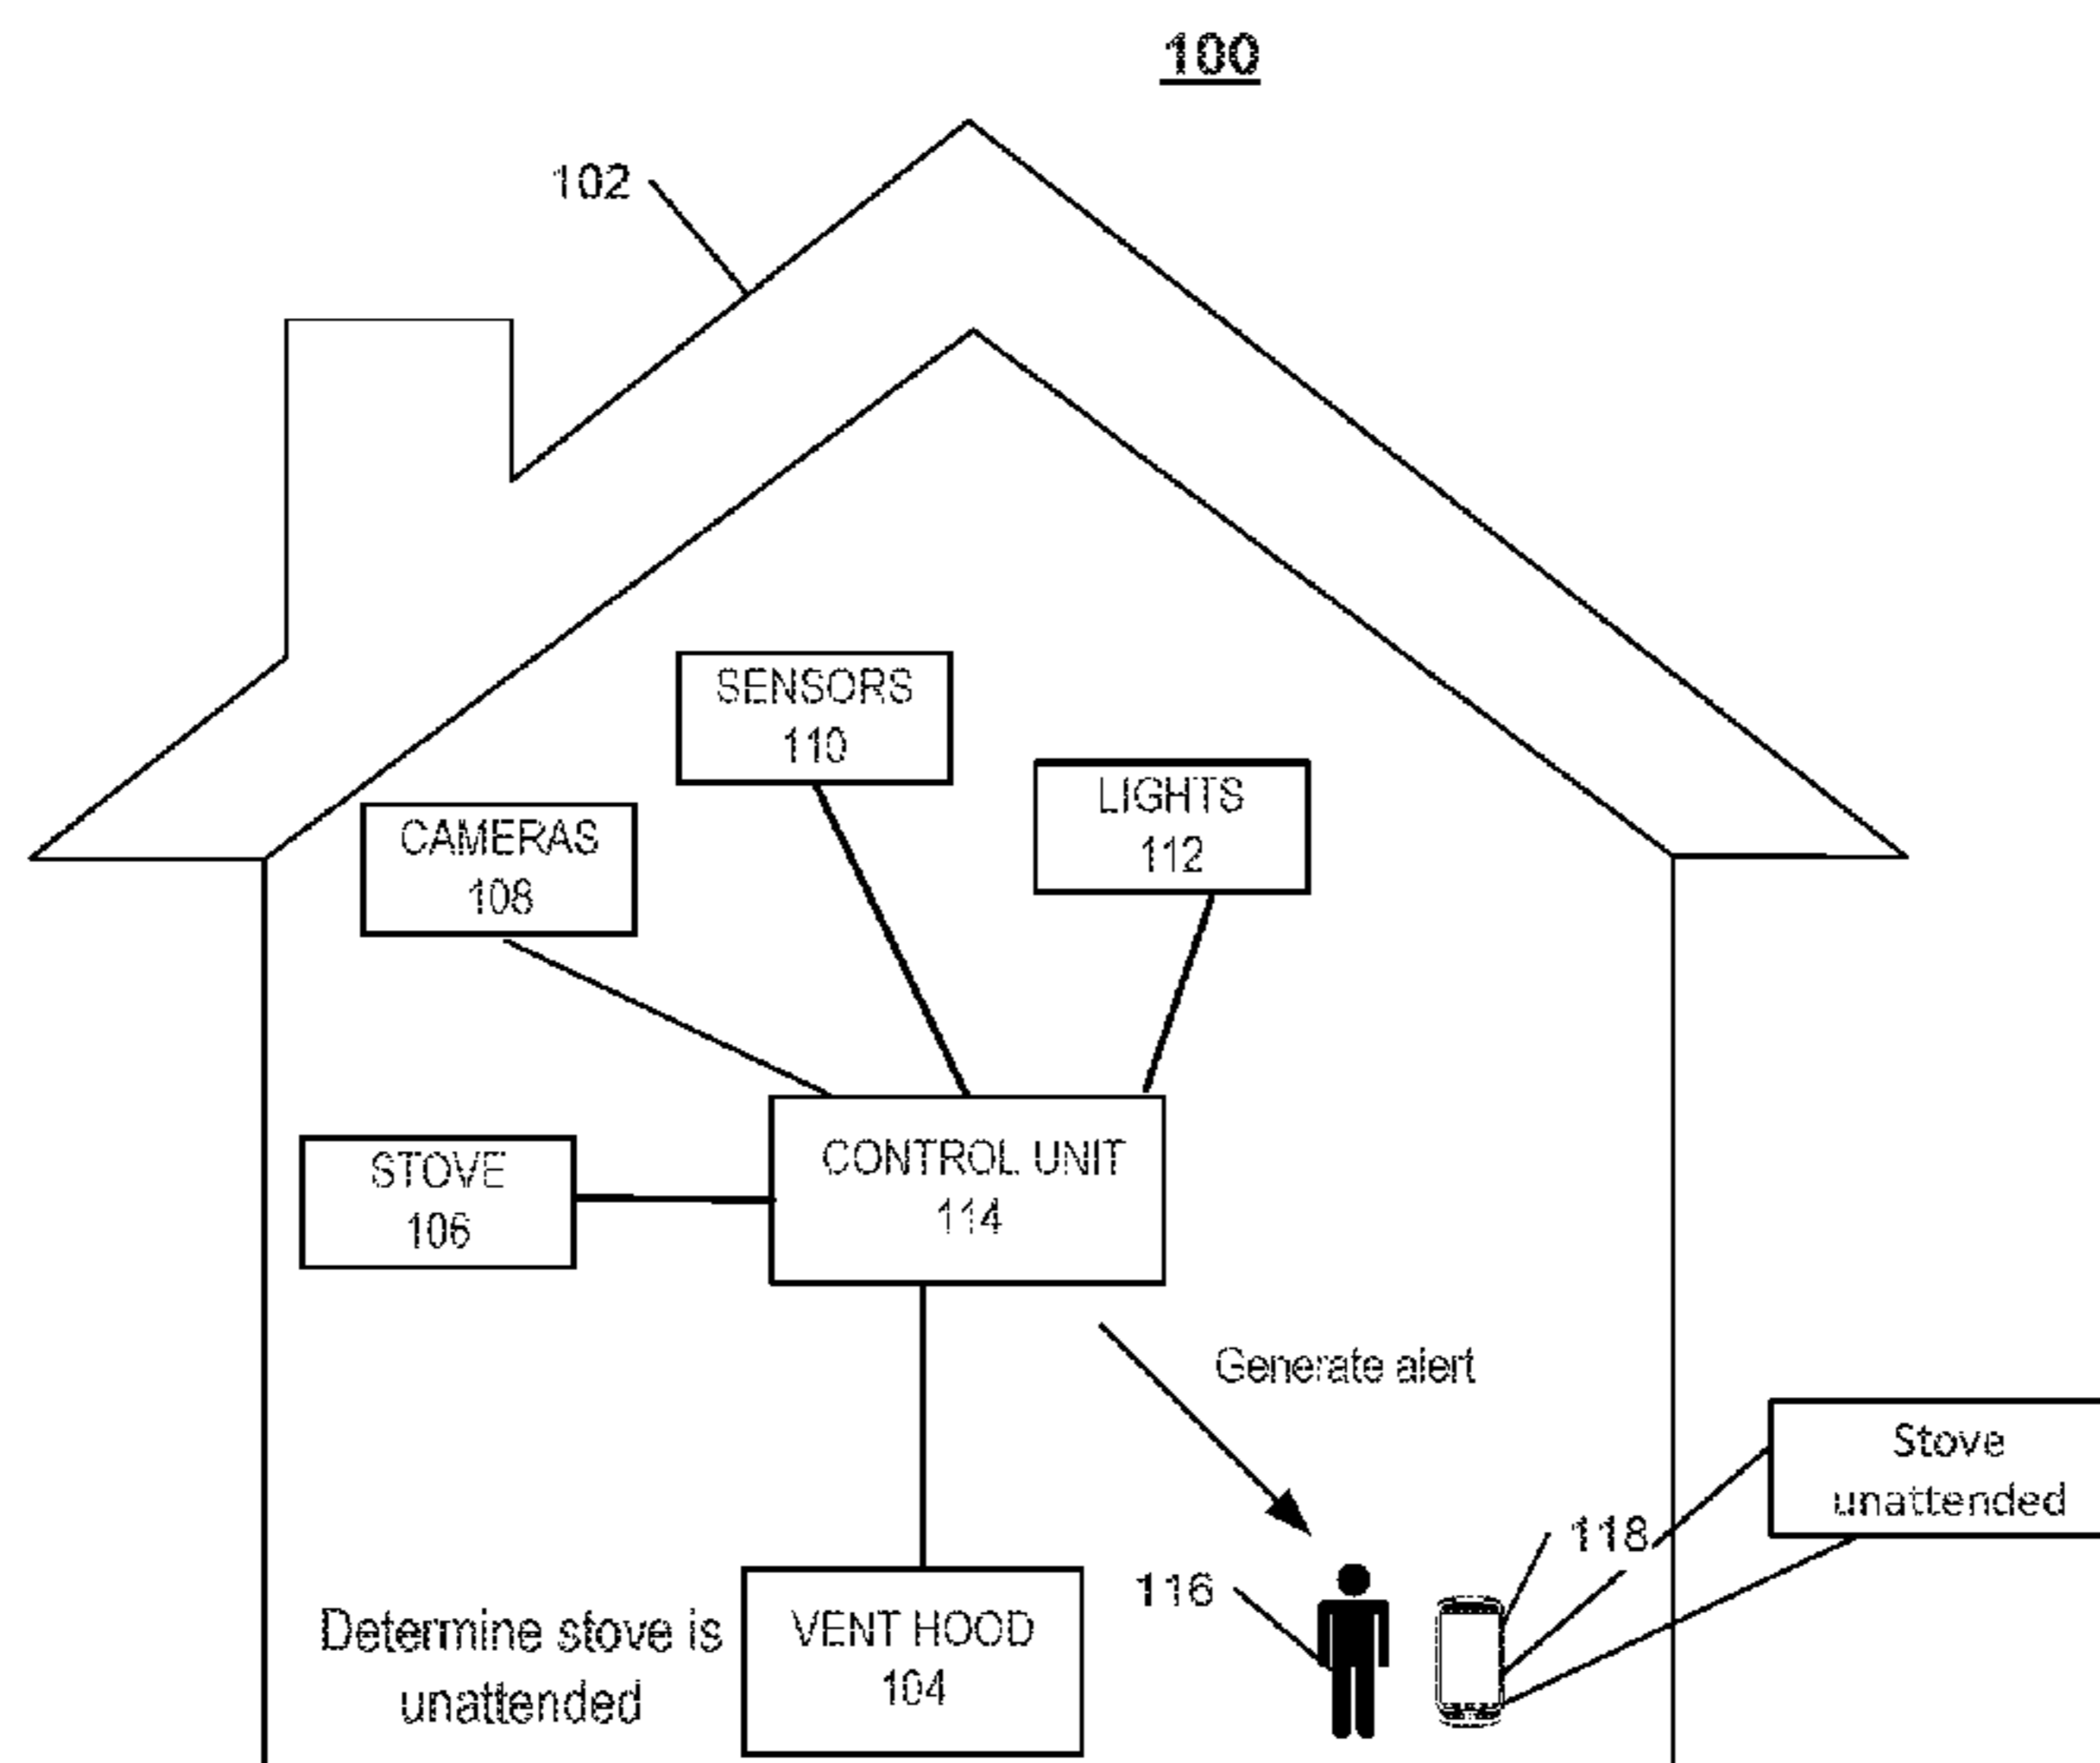 100
102
SENSORS
110
LIGHTS
112
CAMERAS
108
CONTROL UNIT
114
STOVE
106
Generate alert
Stove
unattended
118
116
Determine stove is
unattended
VENT HOOD
104